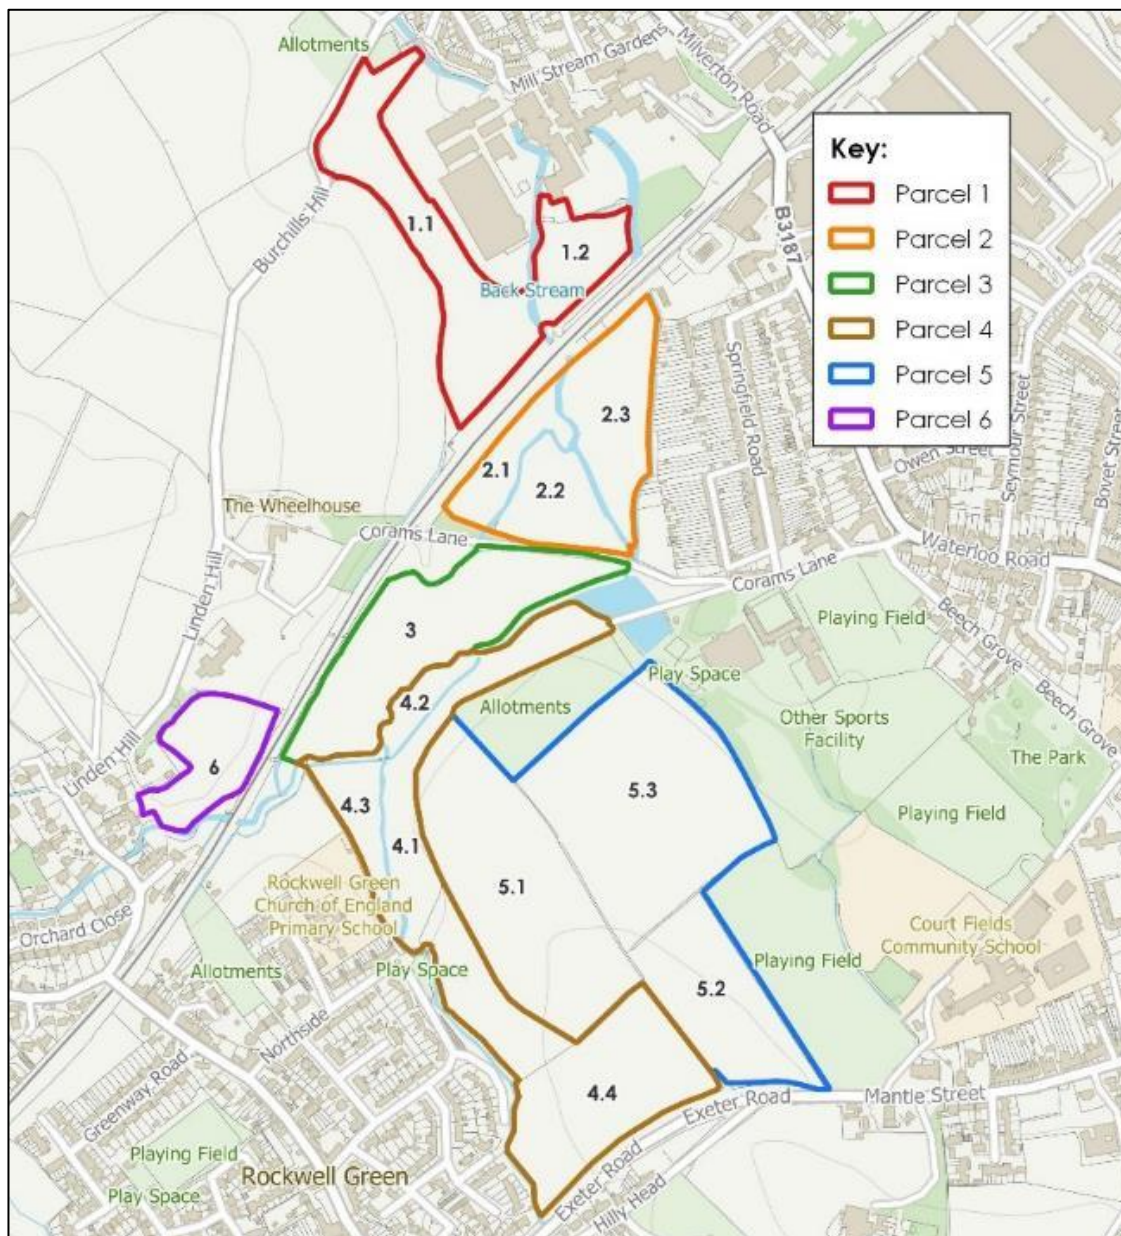 Allotments
Mill Stream Gardens
Milverton Road
Key:
Parcel 1
Parcel 2
Parcel 3
Parcel 4
Parcel 5
Parcel 6
B3187
Burchills Hill
1.1
1.2
Back Stream
Springfield Road
2.3
2.1
2.2
Owen Street
Seymour Street
Bovet Street
The Wheelhouse
Corams Lane
Waterloo Road
Corams Lane
Linden Hill
3
Playing Field
Beech Grove
Beech Grove
Play Space
4.2
Allotments
Other Sports
Facility
The Park
Linden Hill
6
5.3
4.3
4.1
Playing Field
5.1
Rockwell Green
Church of England
Primary School
Orchard Close
Court Fields
Community School
Allotments
Play Space
Playing Field
5.2
Northside
Greenway Road
4.4
Exeter Road
Mantle Street
Playing Field
Rockwell Green
Play Space
Exeter Road
Hilly Head